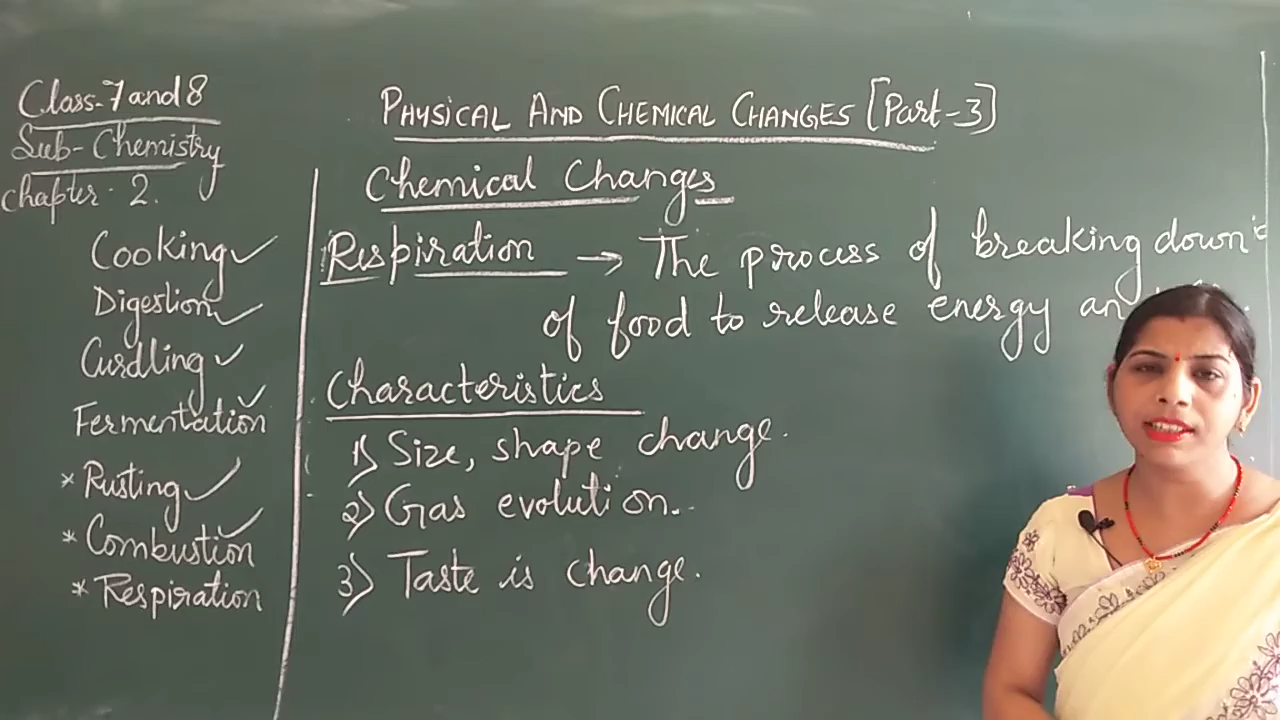 Class-7 and 8
Sub-Chemistry
Chapter-2.
Cooking✓
Digestion✓
Curdling✓
Fermentation✓
* Rusting✓
* Combustion✓
* Respiration
PHYSICAL AND CHEMICAL CHANGES [Part-3]
Chemical Changes
Respiration → The process of breaking down
of food to release energy
Characteristics
1) Size, shape change.
2) Gas evolution..
3) Taste is change.